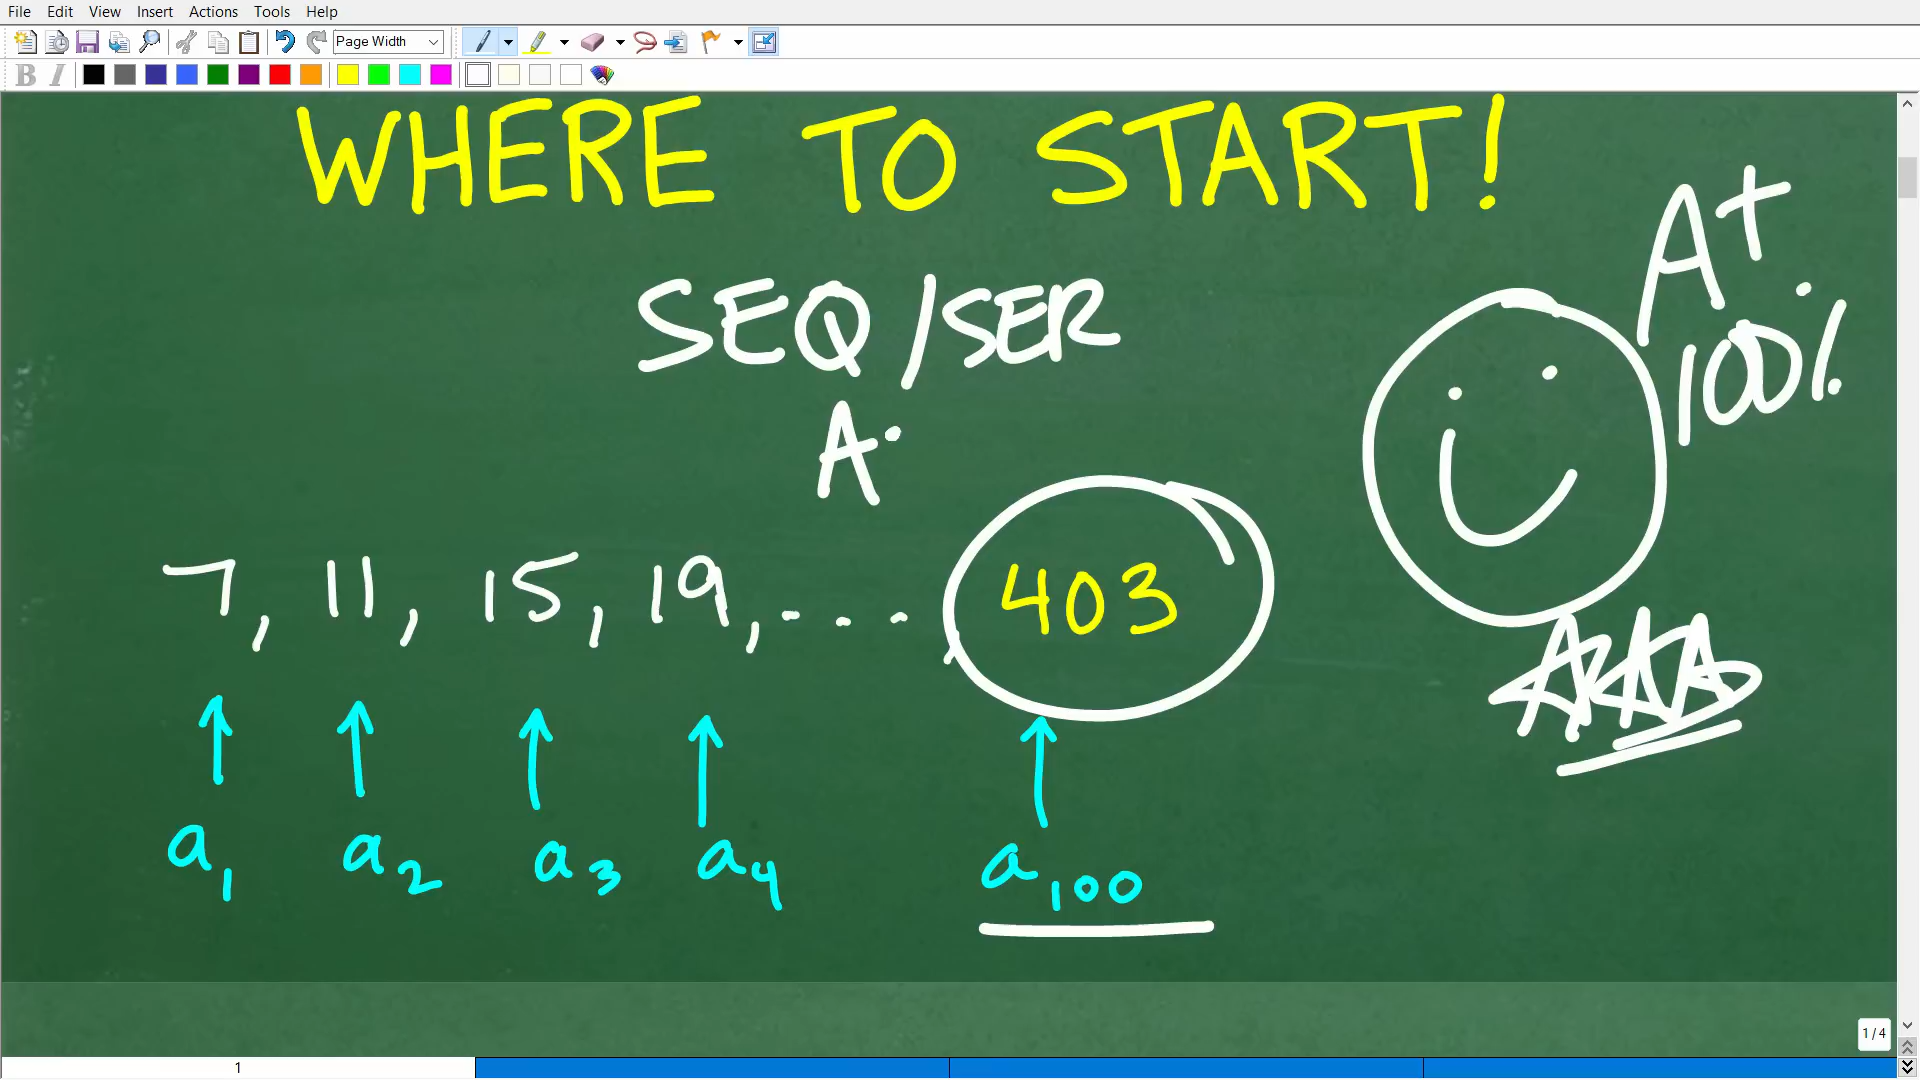 File Edit View Insert Actions Tools Help
Page Width
B I
WHERE TO START!
SEQ/SER
A
A+
100%
7, 11, 15, 19, ... 403
a1 a2 a3 a4 a100
1/4
1